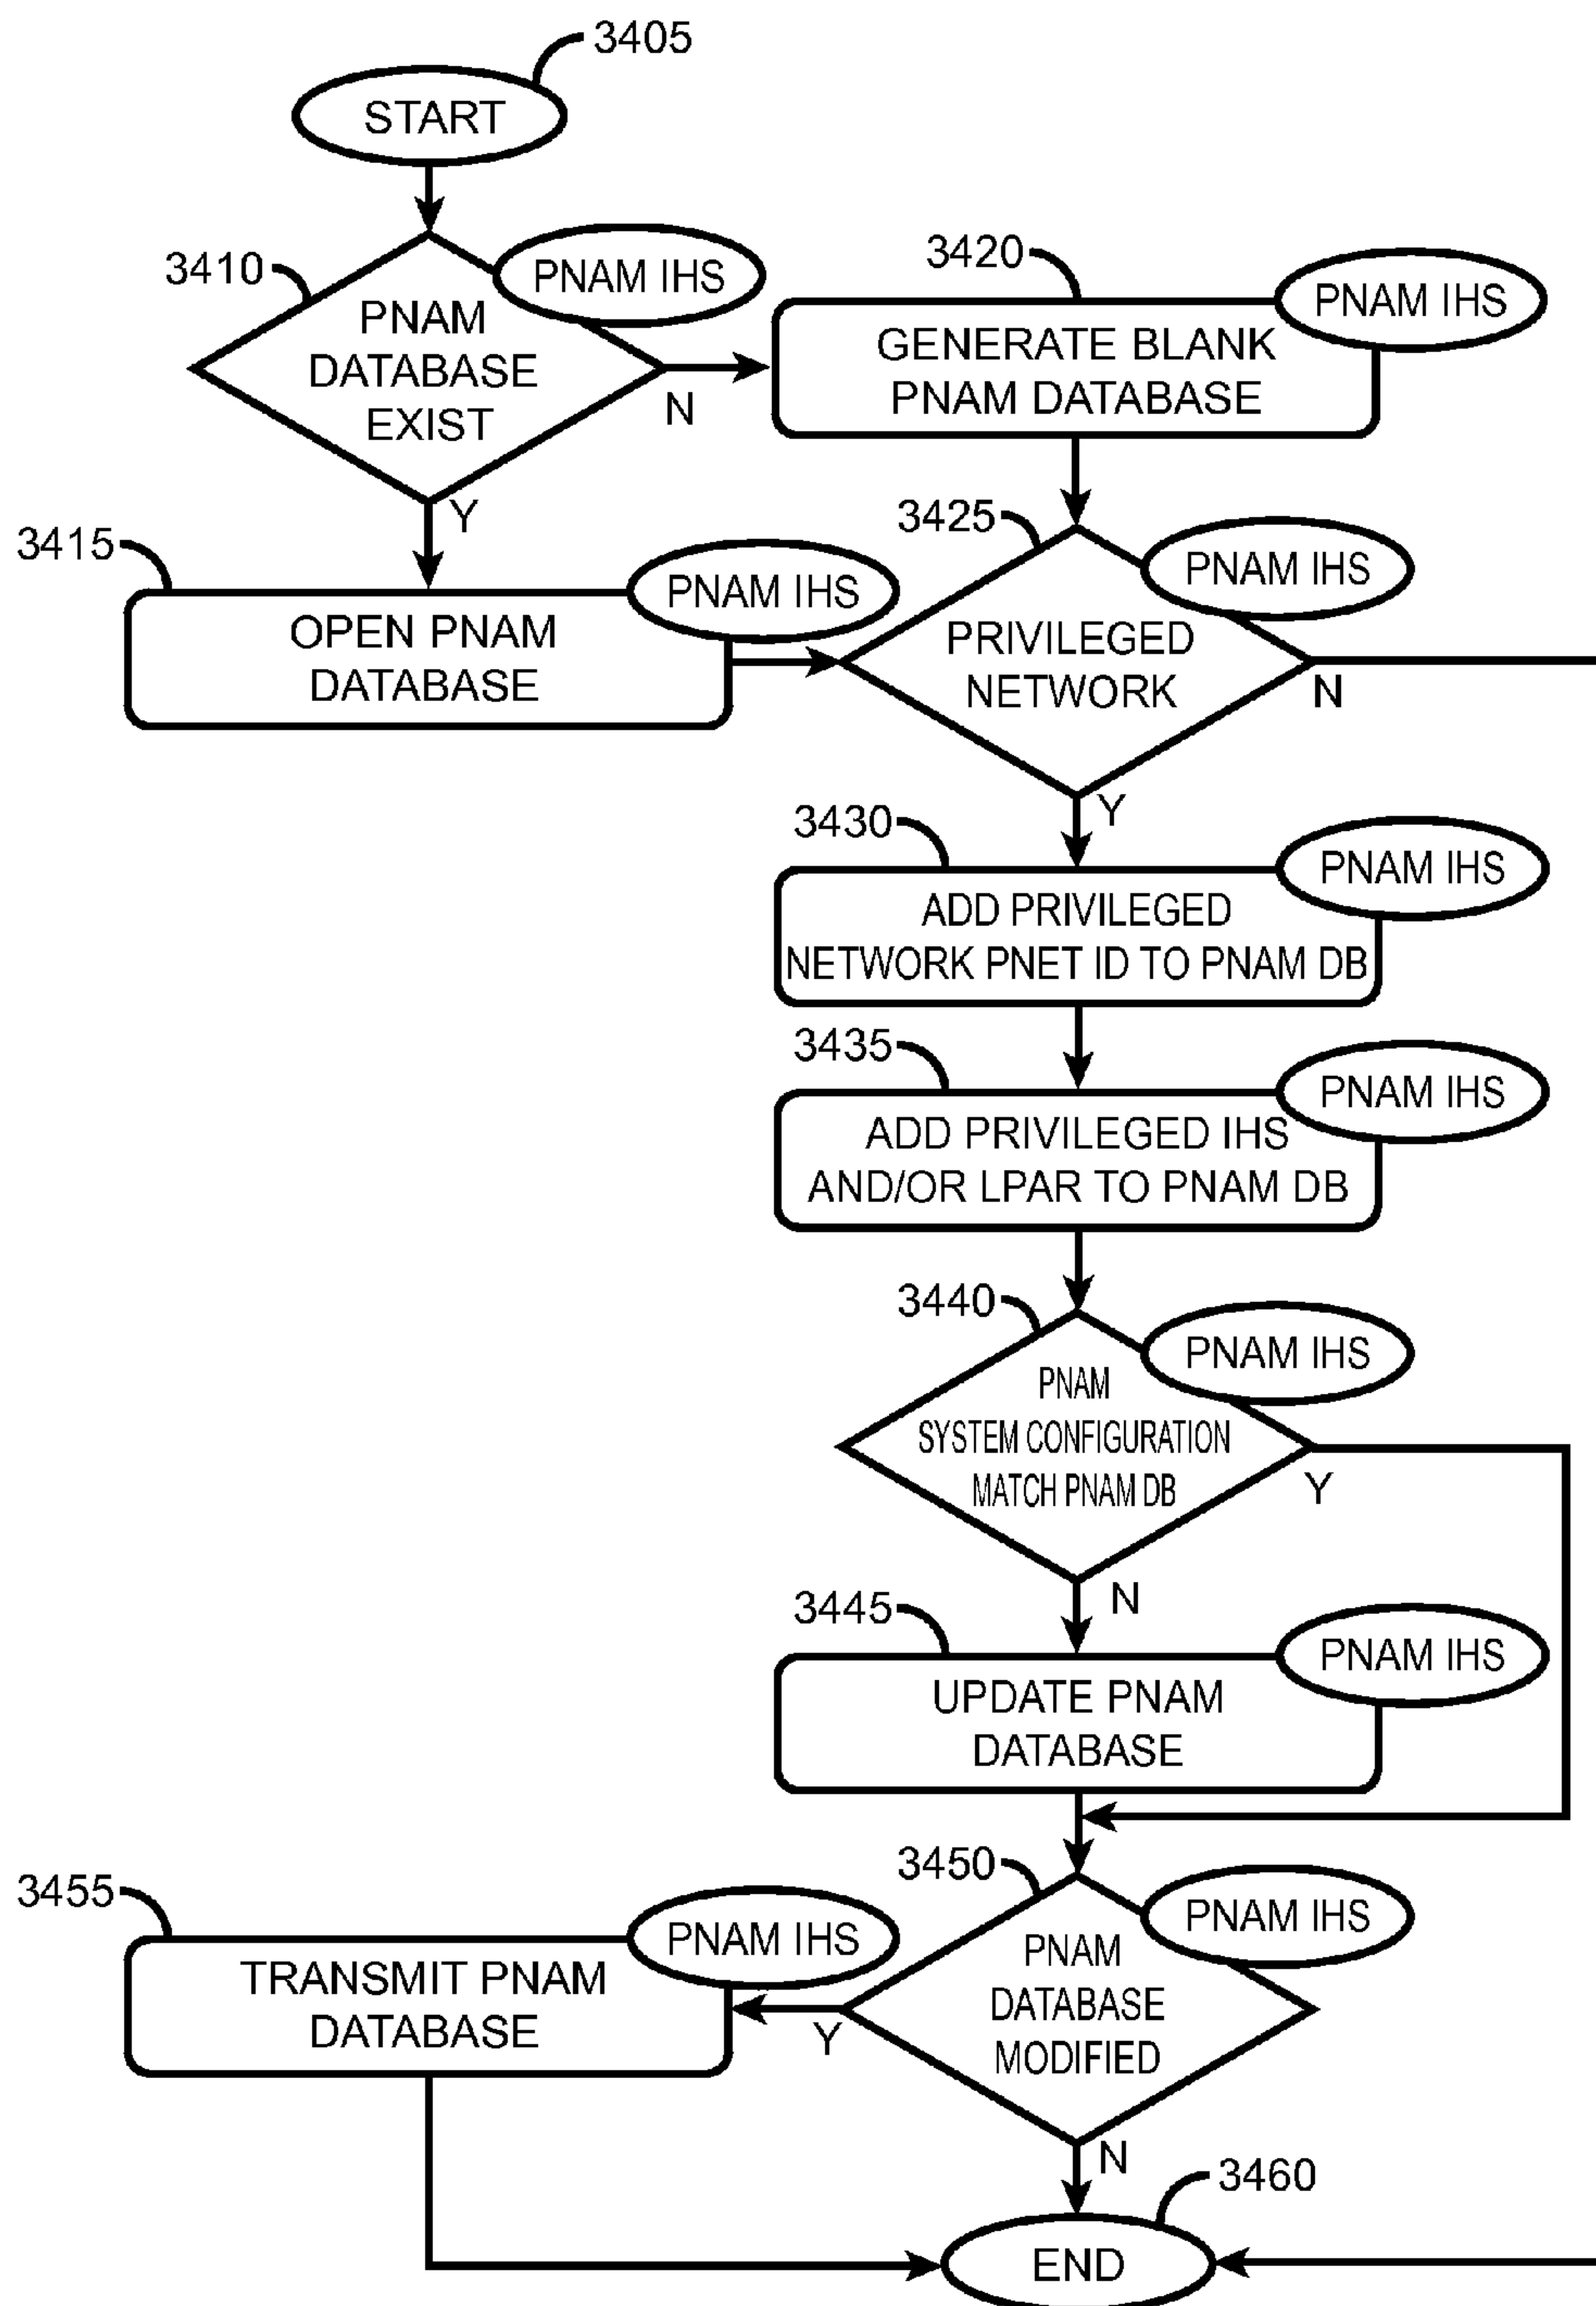 3405
START
3410
PNAM IHS
PNAM
DATABASE
EXIST
N
Y
3420
PNAM IHS
GENERATE BLANK
PNAM DATABASE
3415
PNAM IHS
OPEN PNAM
DATABASE
3425
PNAM IHS
PRIVILEGED
NETWORK
N
Y
3430
PNAM IHS
ADD PRIVILEGED
NETWORK PNET ID TO PNAM DB
3435
PNAM IHS
ADD PRIVILEGED IHS
AND/OR LPAR TO PNAM DB
3440
PNAM IHS
PNAM
SYSTEM CONFIGURATION
MATCH PNAM DB
Y
N
3445
PNAM IHS
UPDATE PNAM
DATABASE
3450
PNAM IHS
PNAM
DATABASE
MODIFIED
Y
N
3455
PNAM IHS
TRANSMIT PNAM
DATABASE
3460
END